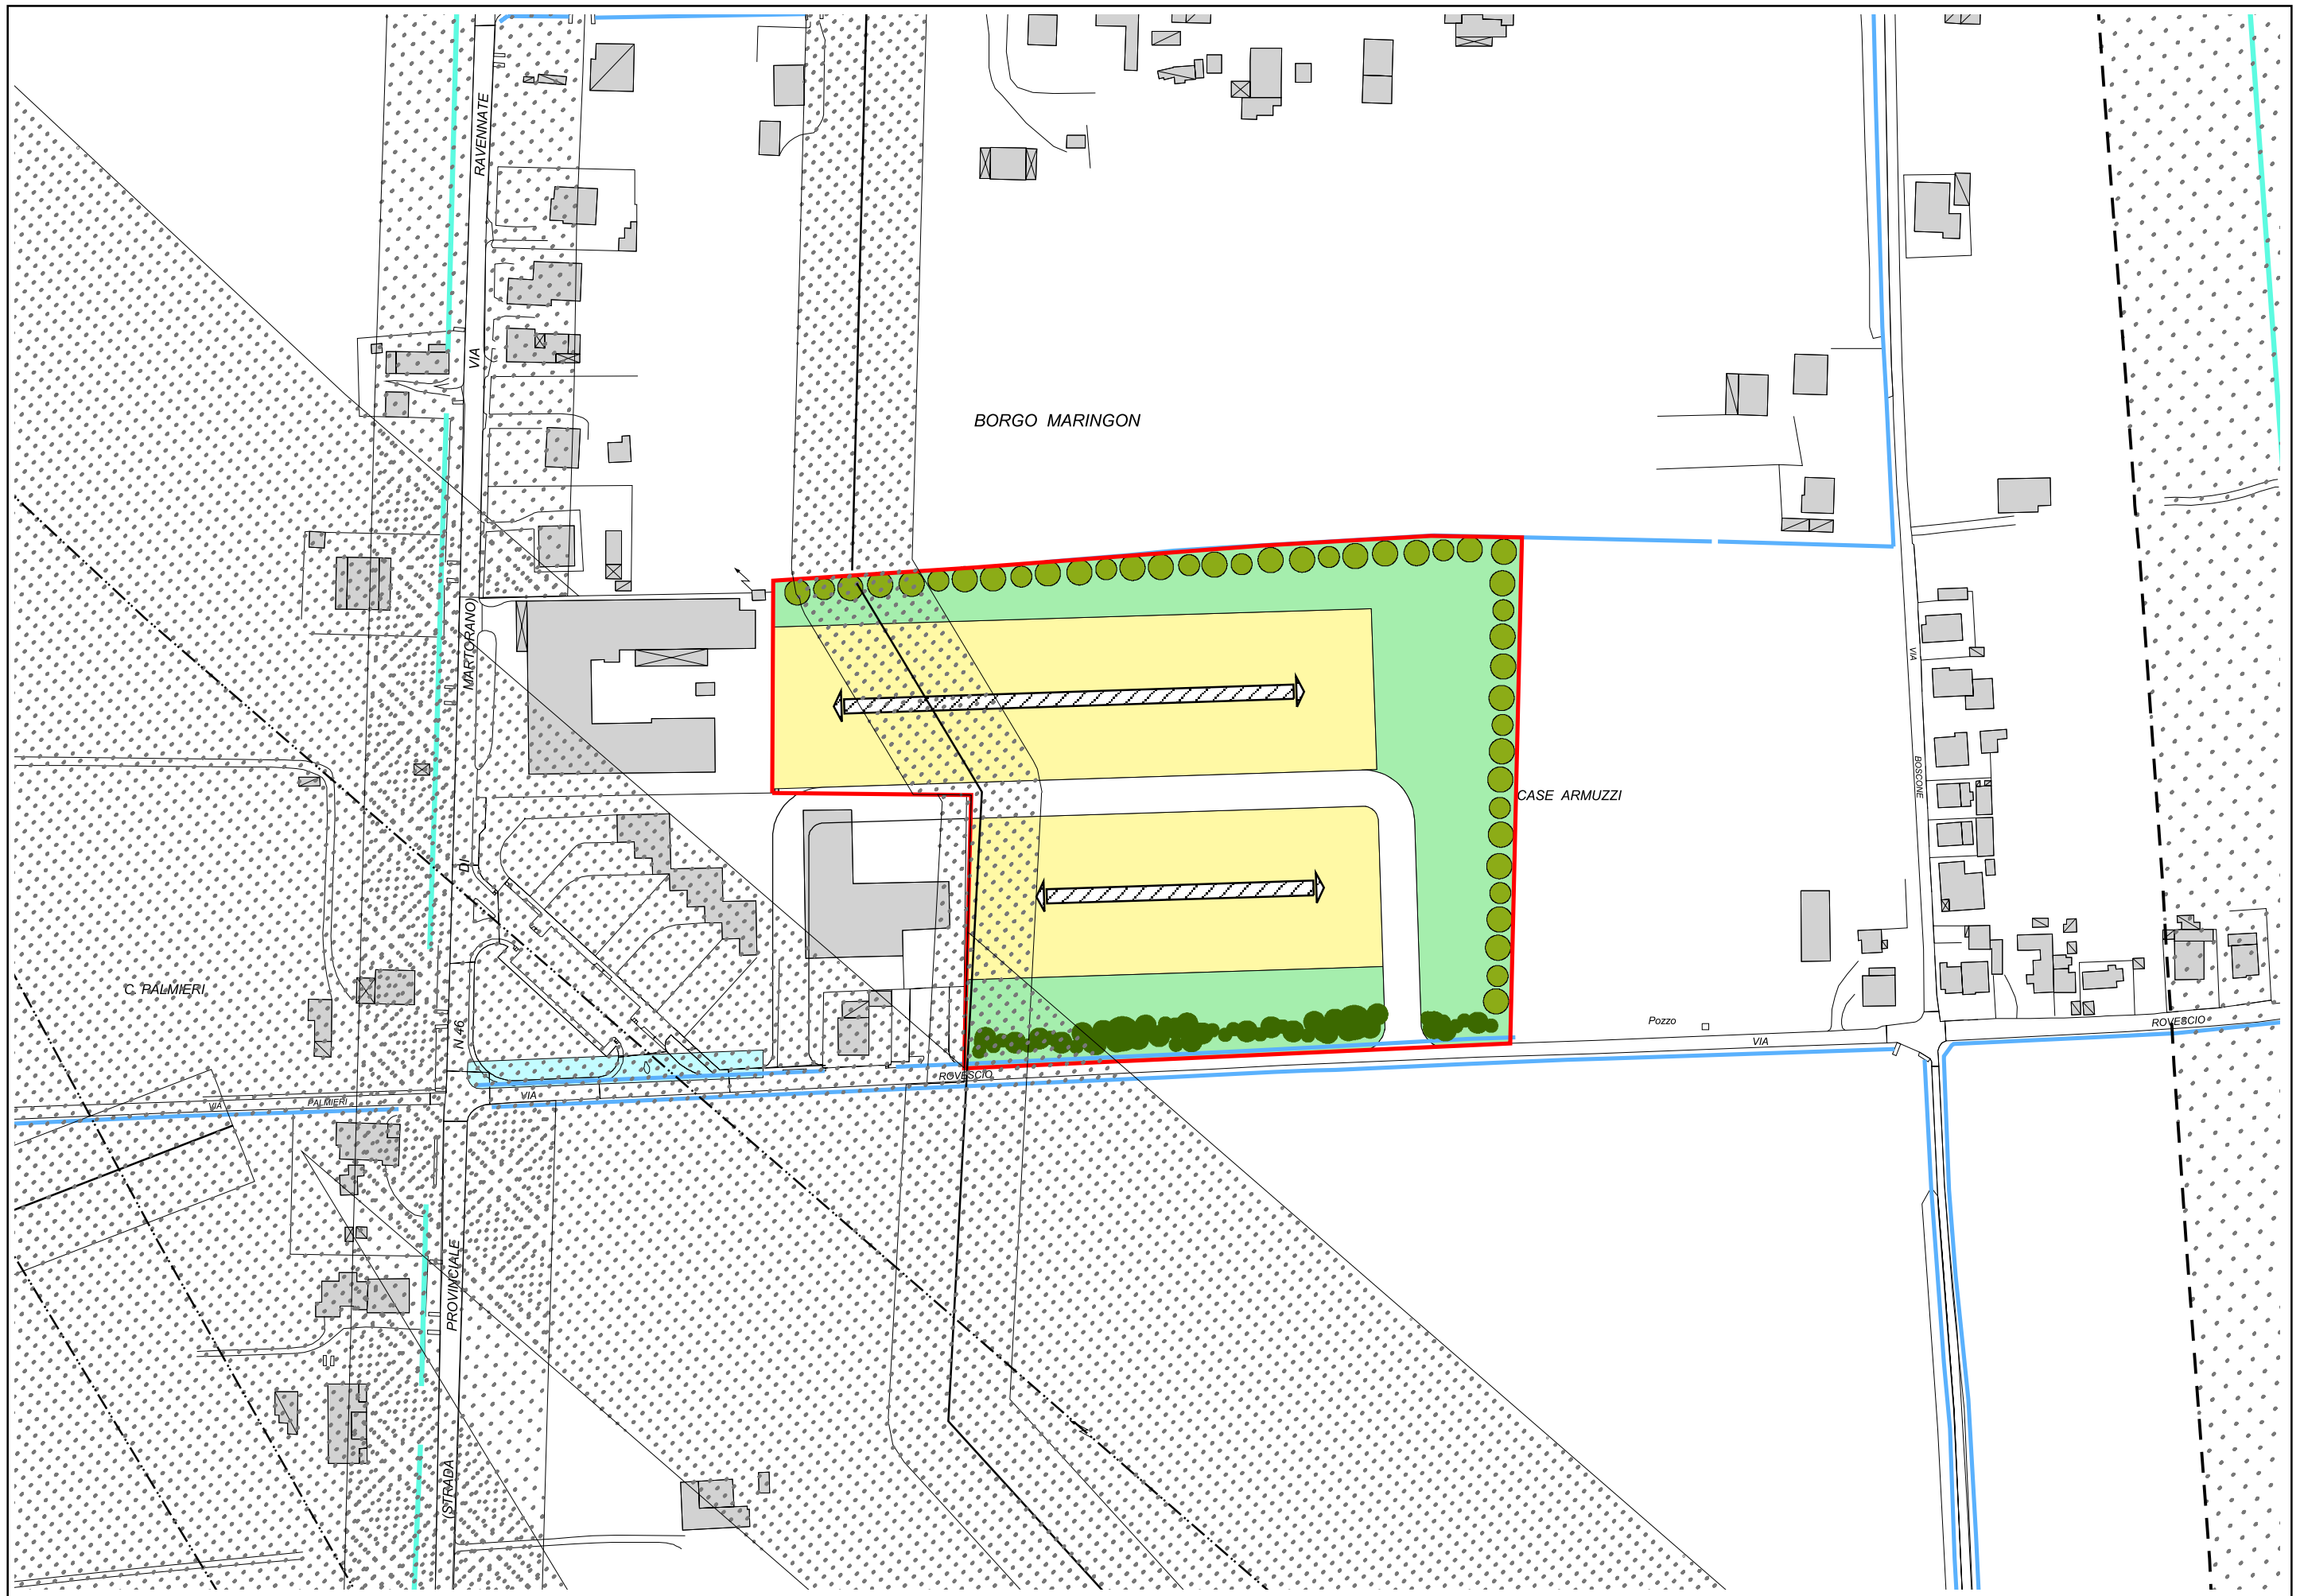 RAVENNATE
VIA
BORGO MARINGON
MARTORANO)
VIA
BOSCONE
CASE ARMUZZI
DI
C. PALMIERI
N.46
Pozzo
ROVESCIO
VIA
ROVESCIO
VIA
VIA
PALMIERI
PROVINCIALE
(STRADA